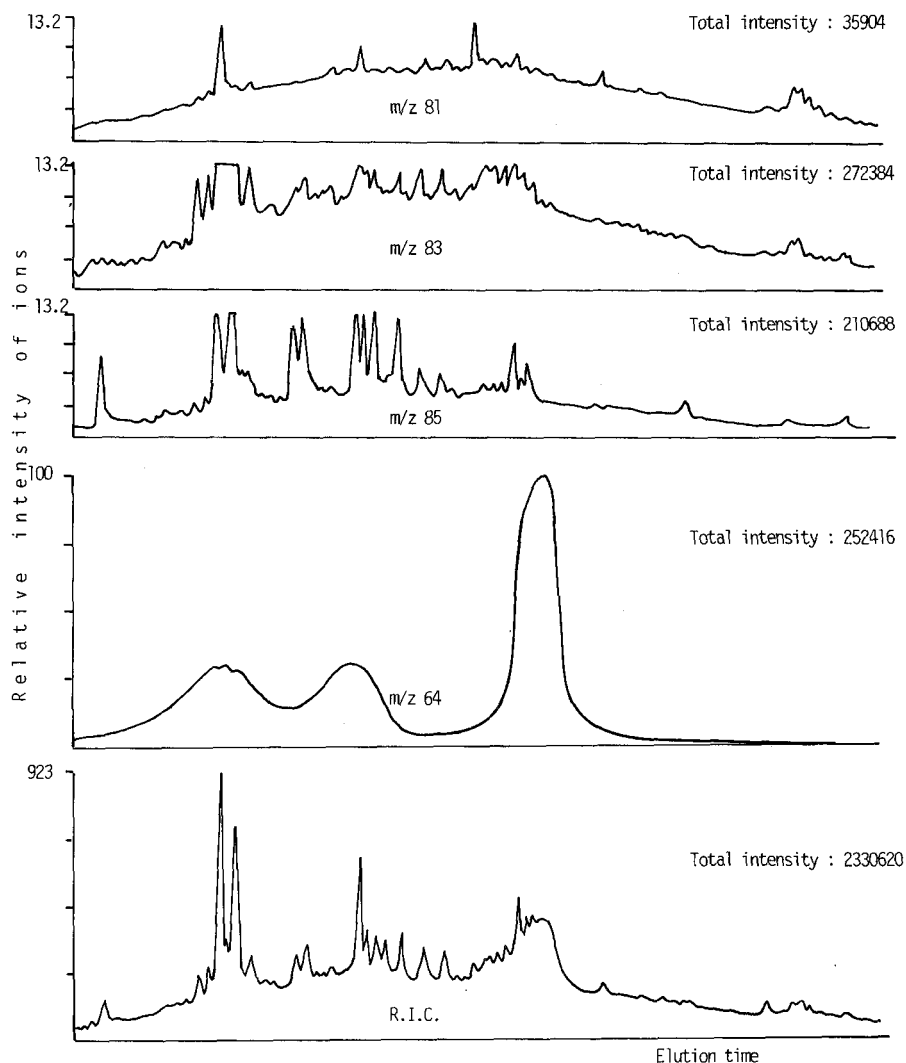 13.2
Total intensity : 35904
m/z 81
13.2
Total intensity : 272384
m/z 83
13.2
Total intensity : 210688
m/z 85
Relative intensity of ions
100
Total intensity : 252416
m/z 64
923
Total intensity : 2330620
R.I.C.
Elution time